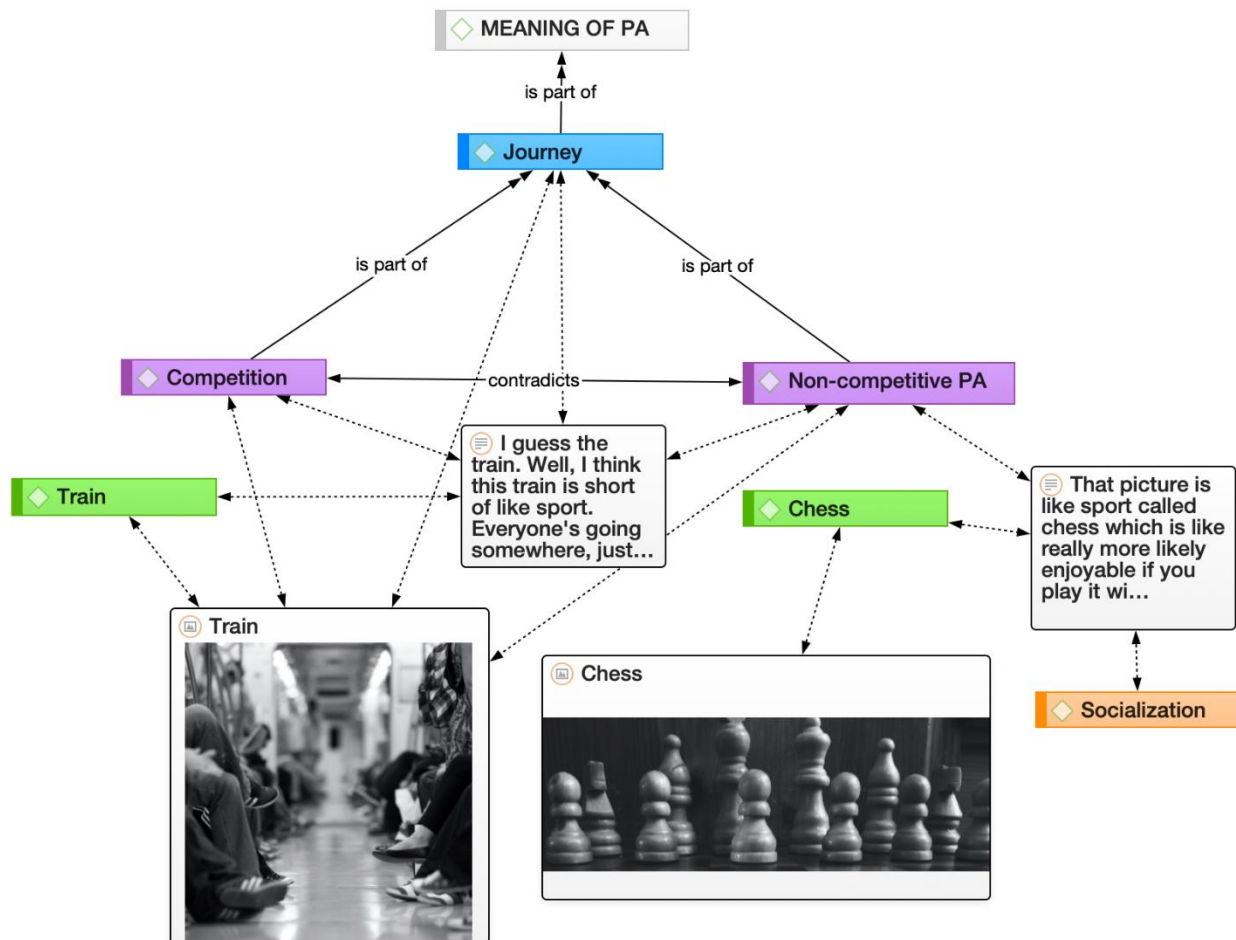 MEANING OF PA
is part of
Journey
is part of
is part of
Competition
contradicts
Non-competitive PA
I guess the
train. Well, I think
this train is short
of like sport.
Everyone's going
somewhere, just...
Train
Chess
That picture is
like sport called
chess which is like
really more likely
enjoyable if you
play it wi...
Train
Chess
Socialization